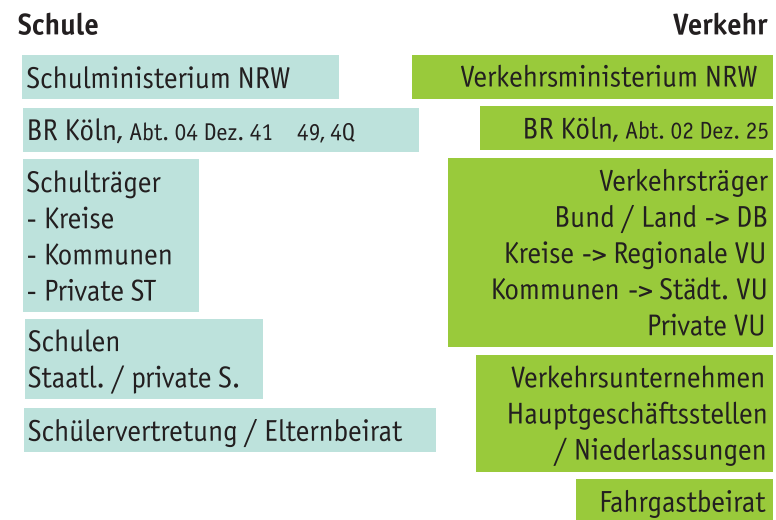 Schule
Schulministerium NRW
BR Köln, Abt. 04 Dez. 41 49, 4Q
Schulträger
- Kreise
- Kommunen
- Private ST
Schulen
Staatl. / private S.
Schülervertretung / Elternbeirat
Verkehr
Verkehrsministerium NRW
BR Köln, Abt. 02 Dez. 25
Verkehrsträger
Bund / Land -> DB
Kreise -> Regionale VU
Kommunen -> Städt. VU
Private VU
Verkehrsunternehmen
Hauptgeschäftsstellen
/ Niederlassungen
Fahrgastbeirat